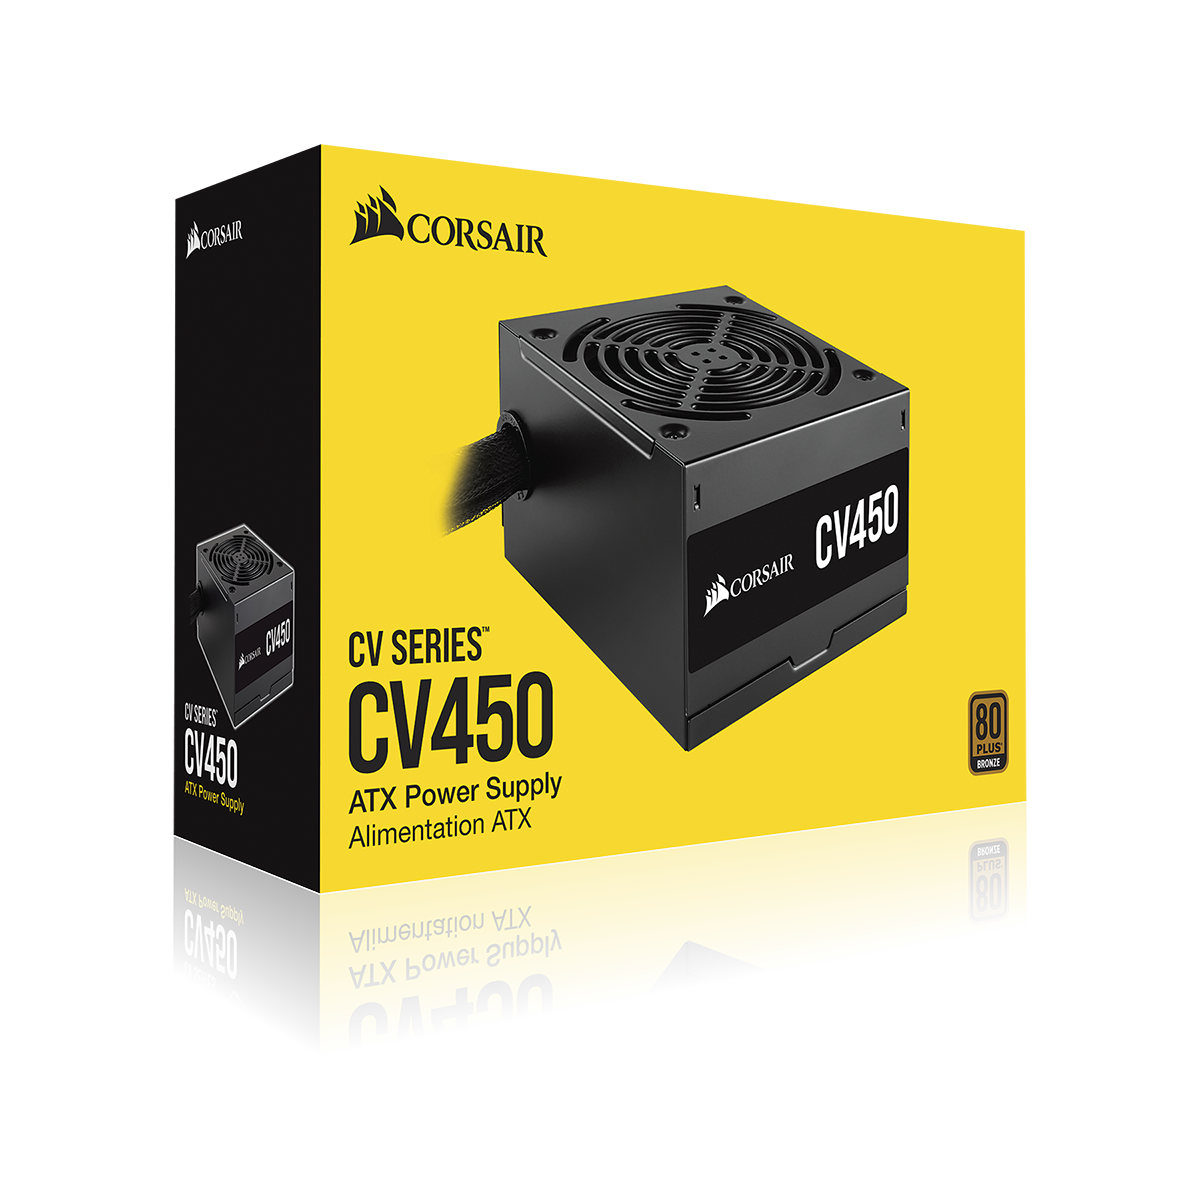 CORSAIR
CORSAIR
CORSAIR CV450
CV SERIES™
CV450
ATX Power Supply
Alimentation ATX
80
PLUS
BRONZE
CORSAIR CV450
CV SERIES™
CV450
ATX Power Supply